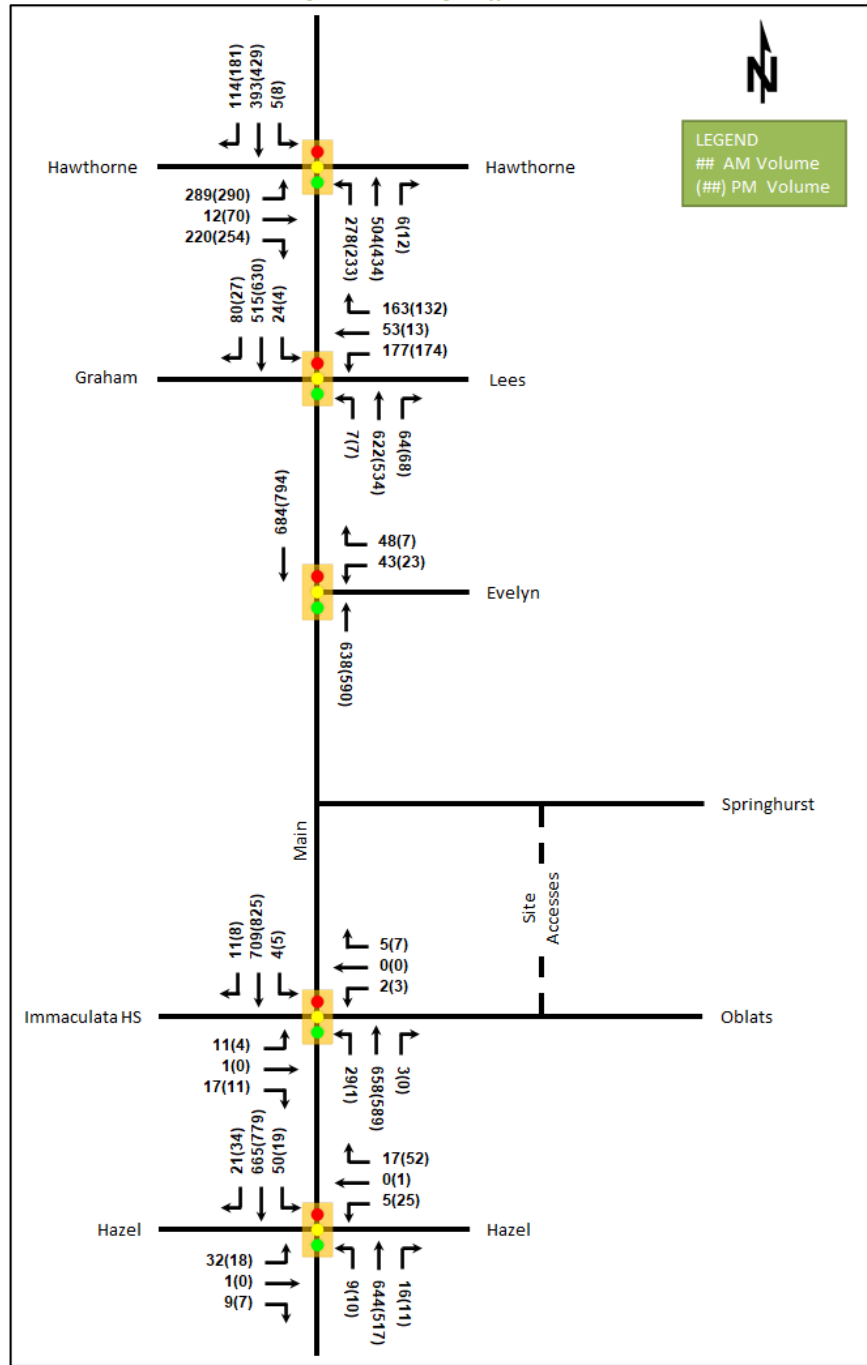 N
LEGEND
## AM Volume
(##) PM Volume
114(181)
393(429)
5(8)
Hawthorne
Hawthorne
289(290)
12(70)
220(254)
278(233)
504(434)
6(12)
80(27)
515(630)
24(4)
163(132)
53(13)
177(174)
Graham
Lees
7(7)
622(534)
64(68)
684(794)
48(7)
43(23)
Evelyn
638(590)
Springhurst
Main
Site
Accesses
11(8)
709(825)
4(5)
5(7)
0(0)
2(3)
Immaculata HS
Oblats
11(4)
1(0)
17(11)
29(1)
658(589)
3(0)
21(34)
665(779)
50(19)
17(52)
0(1)
5(25)
Hazel
Hazel
32(18)
1(0)
9(7)
9(10)
644(517)
16(11)